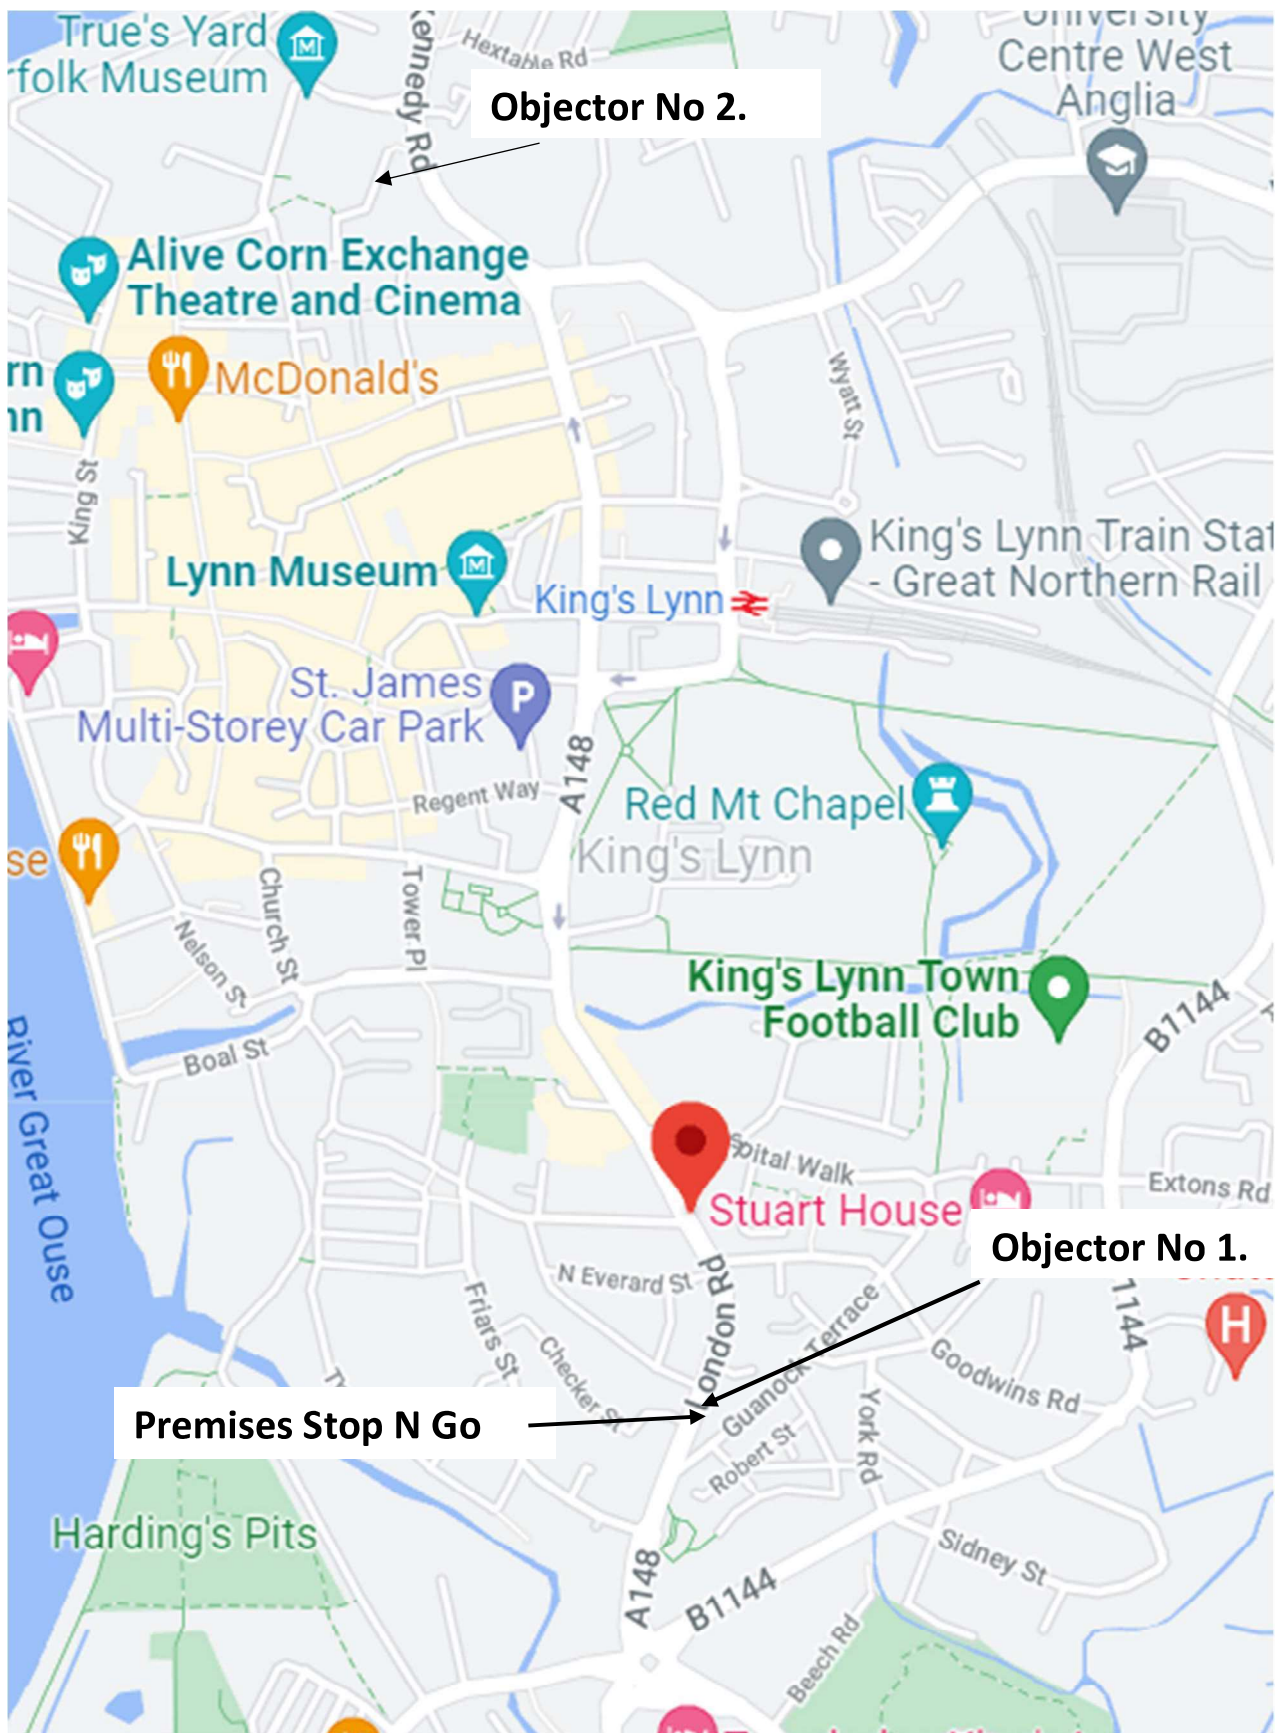 True's Yard
rfolk Museum
Kennedy Rd
Hextable Rd
University
Centre West
Anglia
Objector No 2.
Alive Corn Exchange
Theatre and Cinema
rn
nn
McDonald's
Wyatt St
King St
Lynn Museum
King's Lynn
King's Lynn Train Stat
- Great Northern Rail
St. James
Multi-Storey Car Park
P
A148
Regent Way
Red Mt Chapel
King's Lynn
se
Church St
Tower Pl
Nelson St
King's Lynn Town
Football Club
B1144
River Great Ouse
Boal St
Spital Walk
Extons Rd
Stuart House
Objector No 1.
N Everard St
London Rd
1144
H
Friars St
Checker St
Guanock Terrace
Goodwins Rd
York Rd
Robert St
Premises Stop N Go
Harding's Pits
Sidney St
A148
B1144
Beech Rd